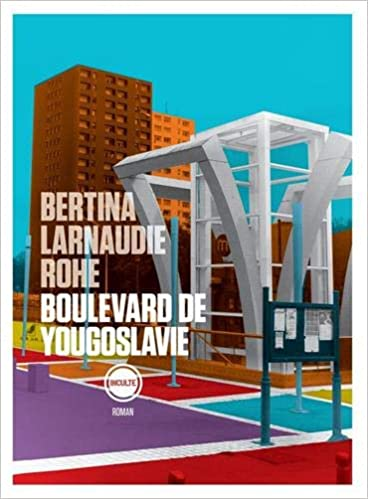 BERTINA
LARNAUDIE
ROHE
BOULEVARD DE
YOUGOSLAVIE
INCULTE
ROMAN